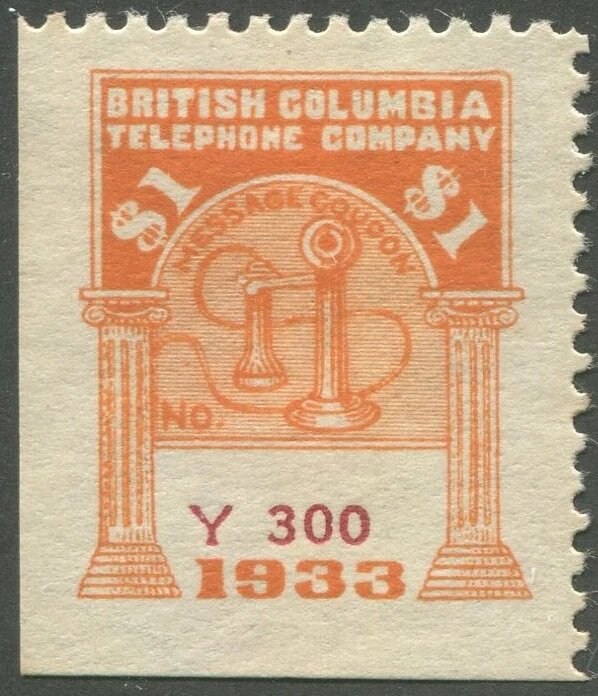 BRITISH COLUMBIA
TELEPHONE COMPANY
$1 $1
MESSAGE COUPON
NO.
Y 300
1933